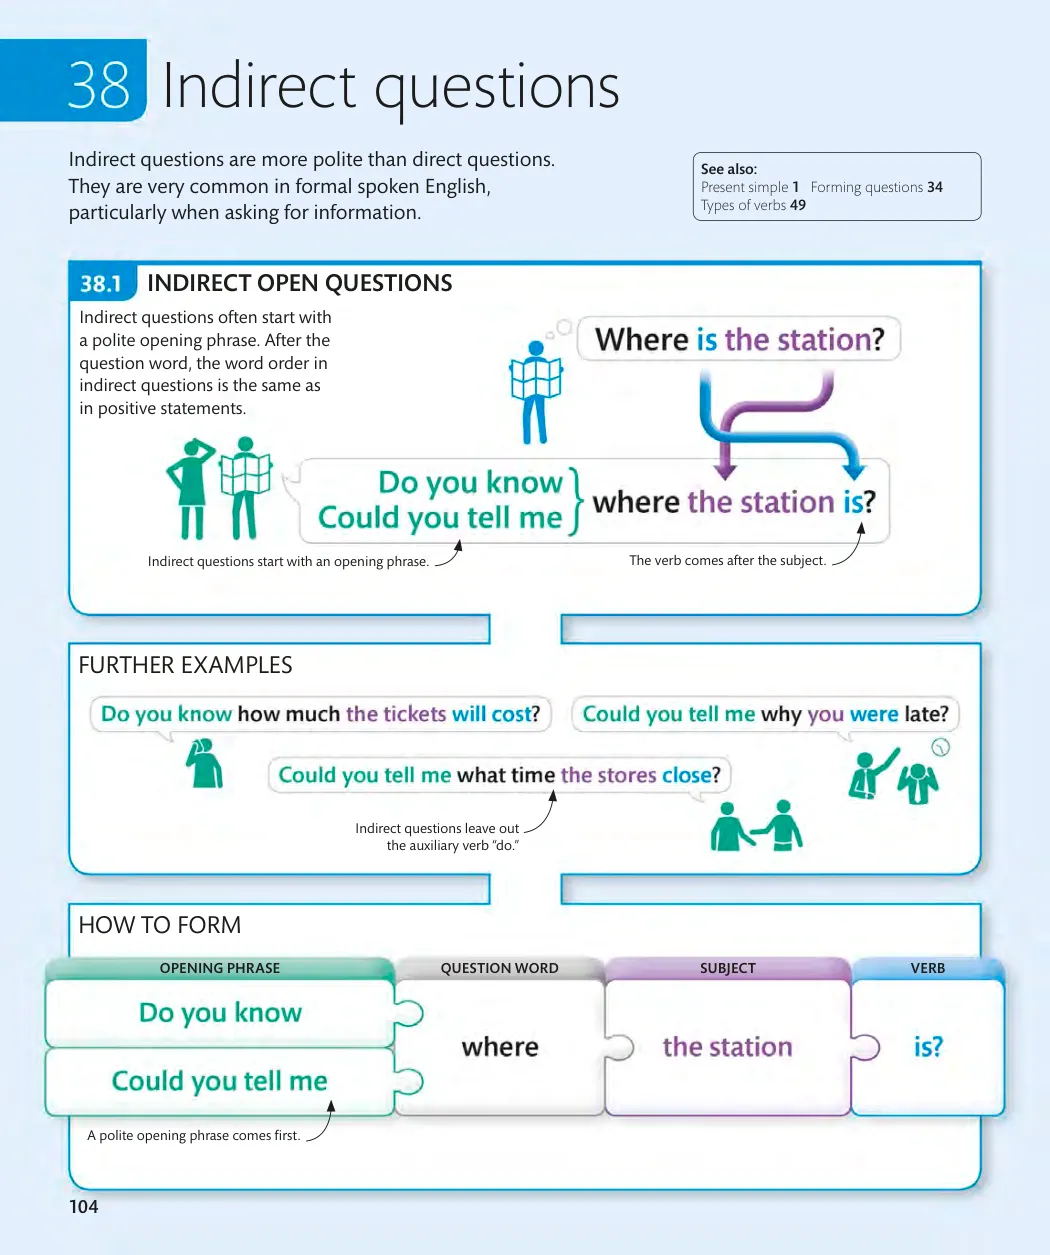 38 Indirect questions
Indirect questions are more polite than direct questions.
They are very common in formal spoken English,
particularly when asking for information.
See also:
Present simple 1 Forming questions 34
Types of verbs 49
38.1 INDIRECT OPEN QUESTIONS
Indirect questions often start with
a polite opening phrase. After the
question word, the word order in
indirect questions is the same as
in positive statements.
Where is the station?
Do you know
Could you tell me
where the station is?
Indirect questions start with an opening phrase.
The verb comes after the subject.
FURTHER EXAMPLES
Do you know how much the tickets will cost?
Could you tell me why you were late?
Could you tell me what time the stores close?
Indirect questions leave out
the auxiliary verb “do.”
HOW TO FORM
OPENING PHRASE QUESTION WORD SUBJECT VERB
Do you know
Could you tell me
where the station is?
A polite opening phrase comes first.
104